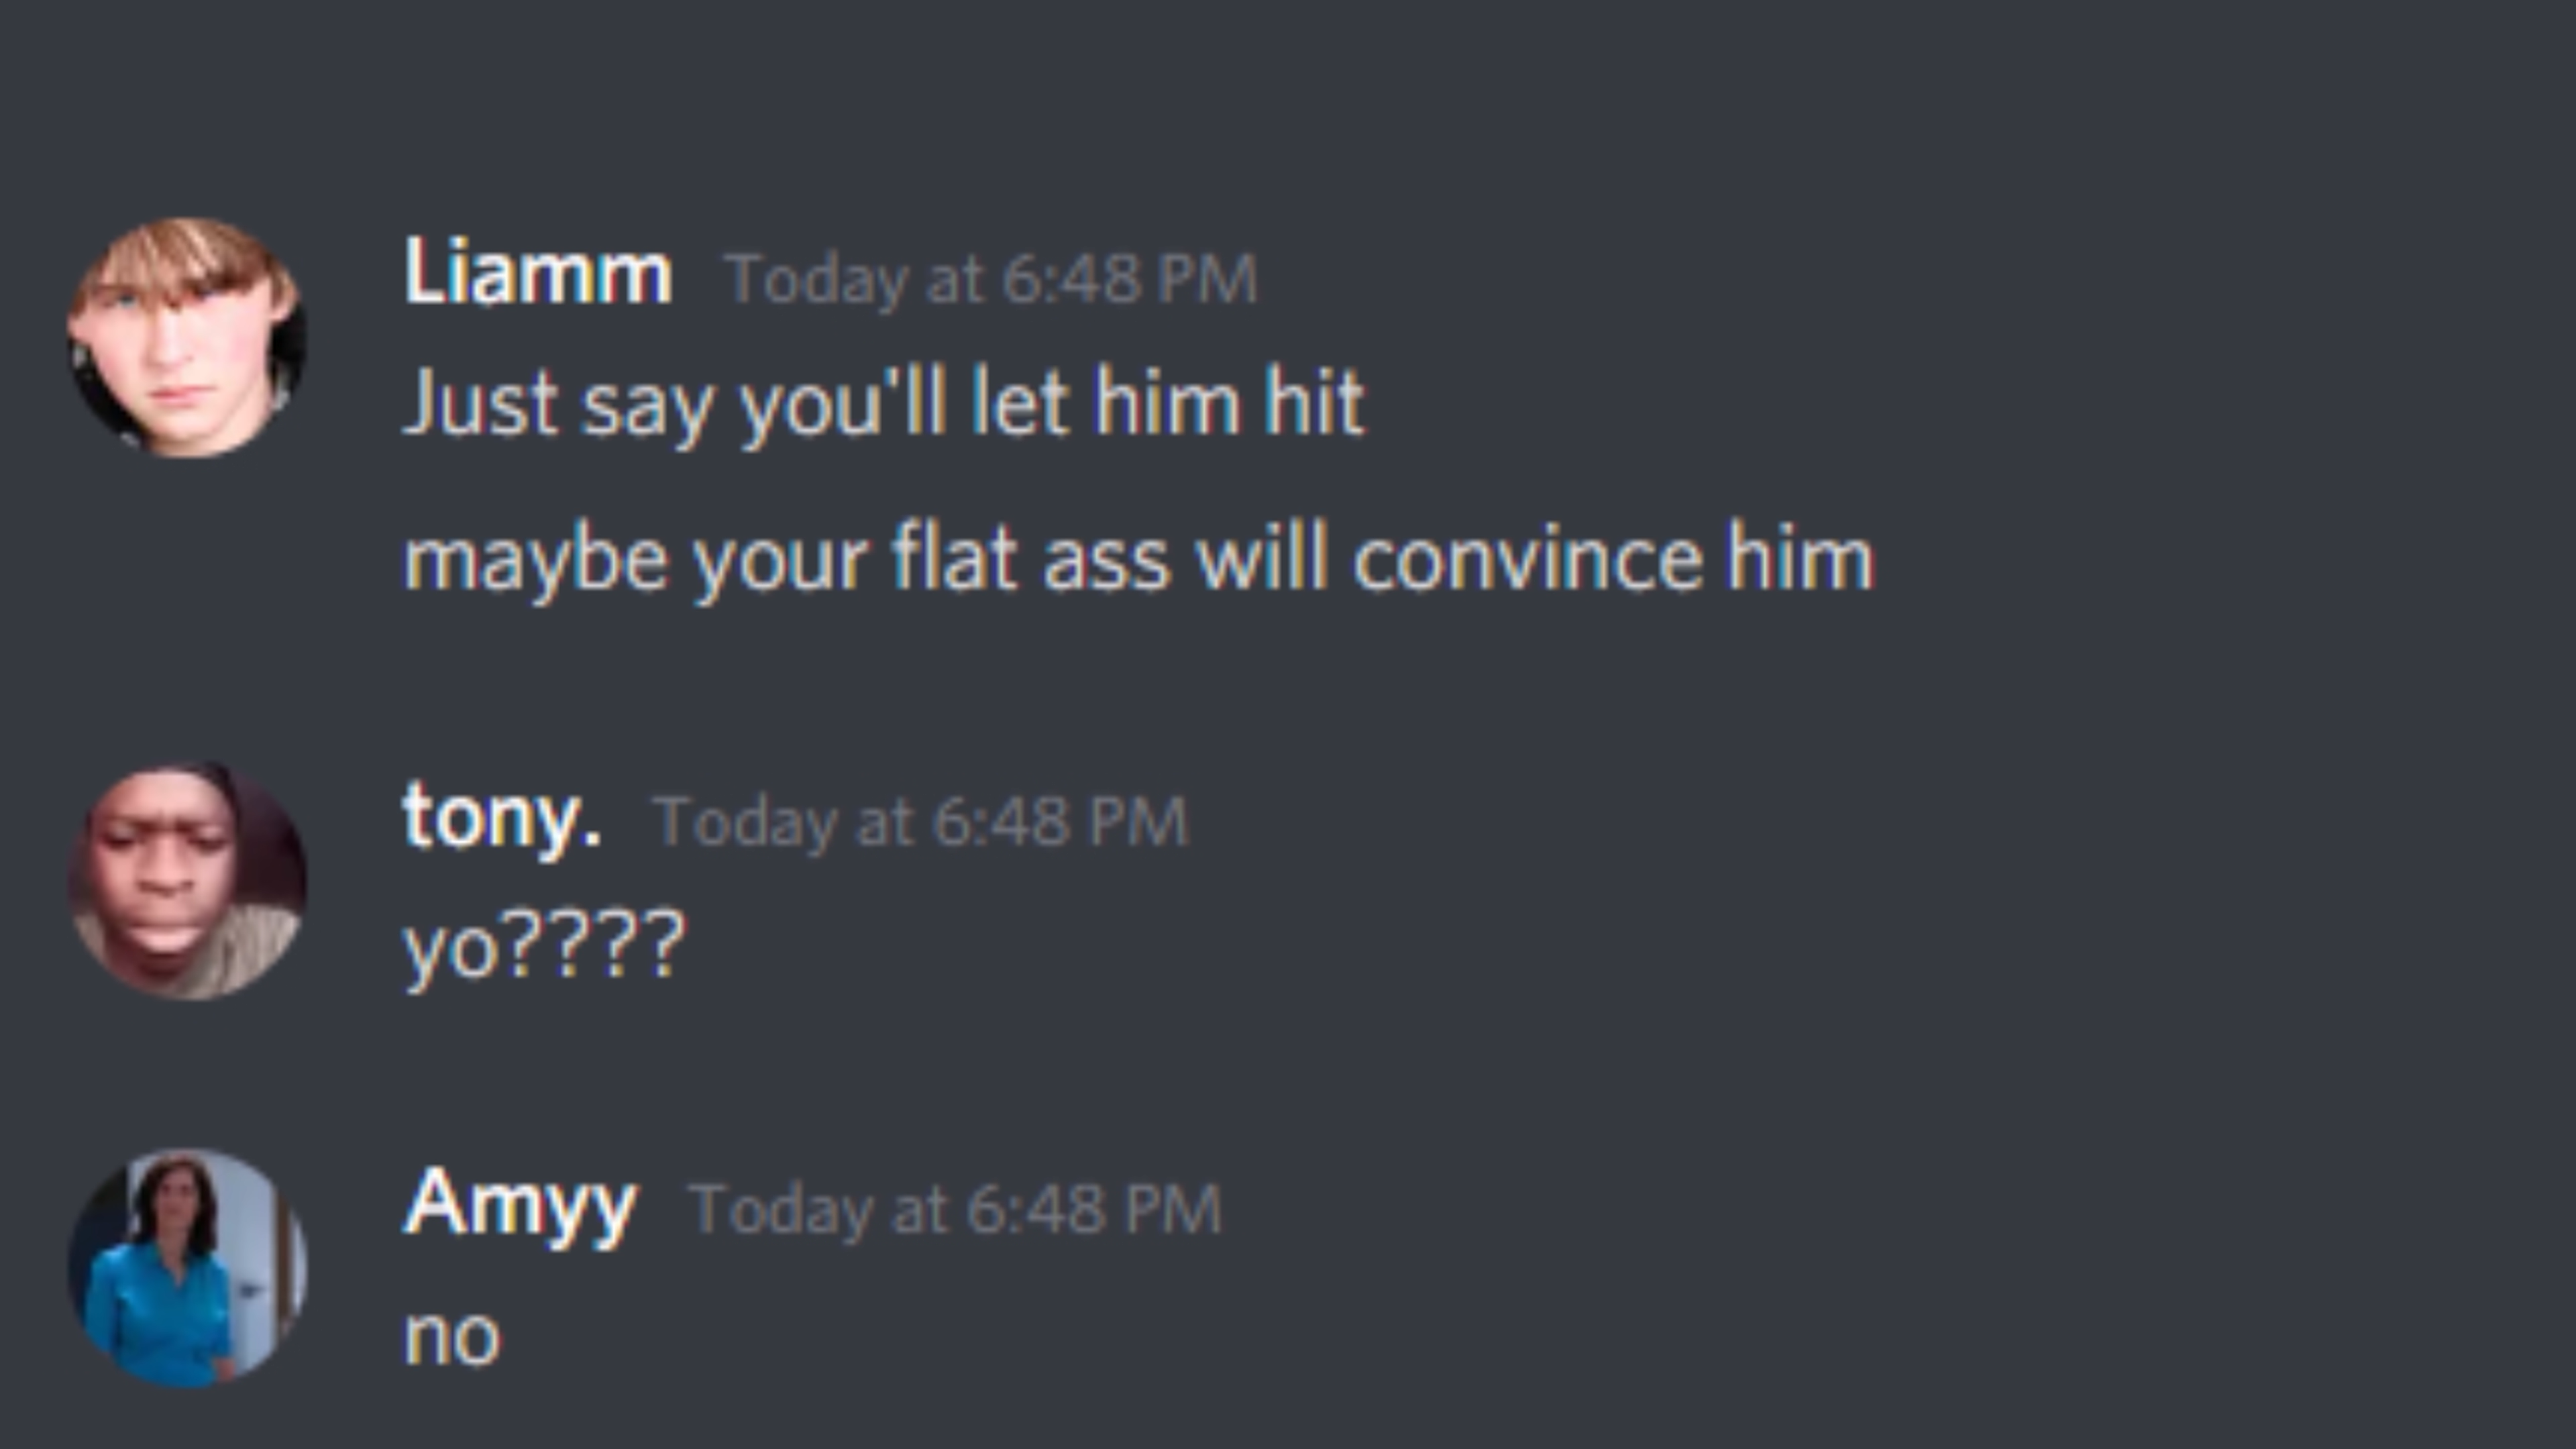 Liamm Today at 6:48 PM
Just say you'll let him hit
maybe your flat ass will convince him
tony. Today at 6:48 PM
yo????
Amyy Today at 6:48 PM
no